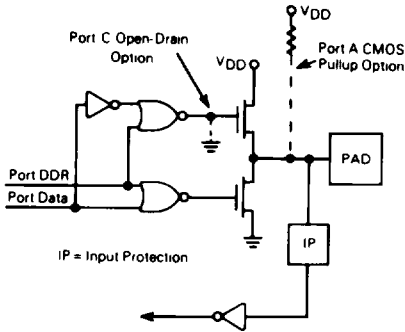 Port C Open-Drain
Option
VDD
VDD
Port A CMOS
Pullup Option
PAD
Port DDR
Port Data
IP
IP = Input Protection